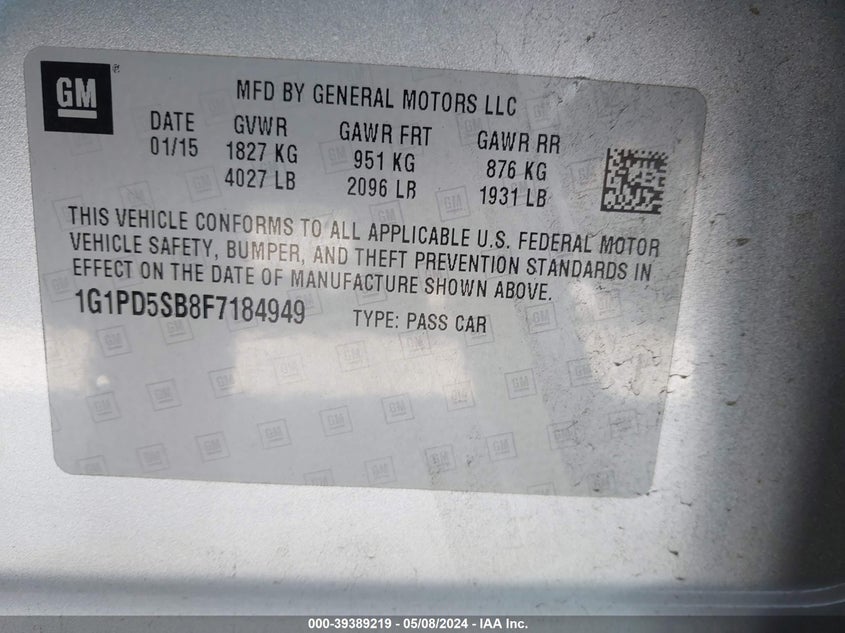 GM
MFD BY GENERAL MOTORS LLC
DATE GVWR GAWR FRT GAWR RR
01/15 1827 KG 951 KG 876 KG
4027 LB 2096 LB 1931 LB
THIS VEHICLE CONFORMS TO ALL APPLICABLE U.S. FEDERAL MOTOR
VEHICLE SAFETY, BUMPER, AND THEFT PREVENTION STANDARDS IN
EFFECT ON THE DATE OF MANUFACTURE SHOWN ABOVE.
1G1PD5SB8F7184949 TYPE: PASS CAR
000-39389219 - 05/08/2024 - IAA Inc.